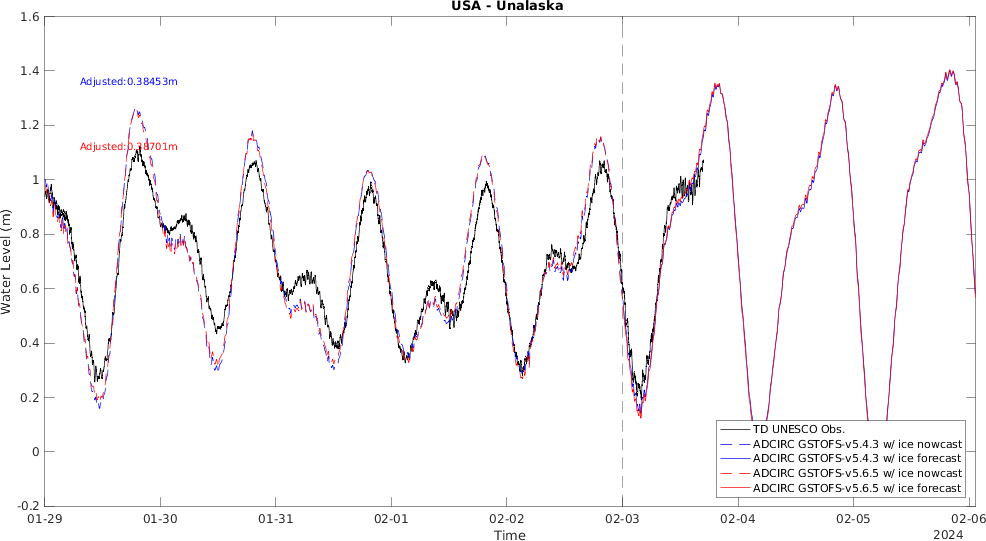 USA - Unalaska
1.6
1.4
1.2
1
0.8
0.6
0.4
0.2
0
-0.2
Water Level (m)
Adjusted:0.38453m
Adjusted:0.38701m
TD UNESCO Obs.
ADCIRC GSTOFS-v5.4.3 w/ ice nowcast
ADCIRC GSTOFS-v5.4.3 w/ ice forecast
ADCIRC GSTOFS-v5.6.5 w/ ice nowcast
ADCIRC GSTOFS-v5.6.5 w/ ice forecast
01-29 01-30 01-31 02-01 02-02 02-03 02-04 02-05 02-06
Time
2024